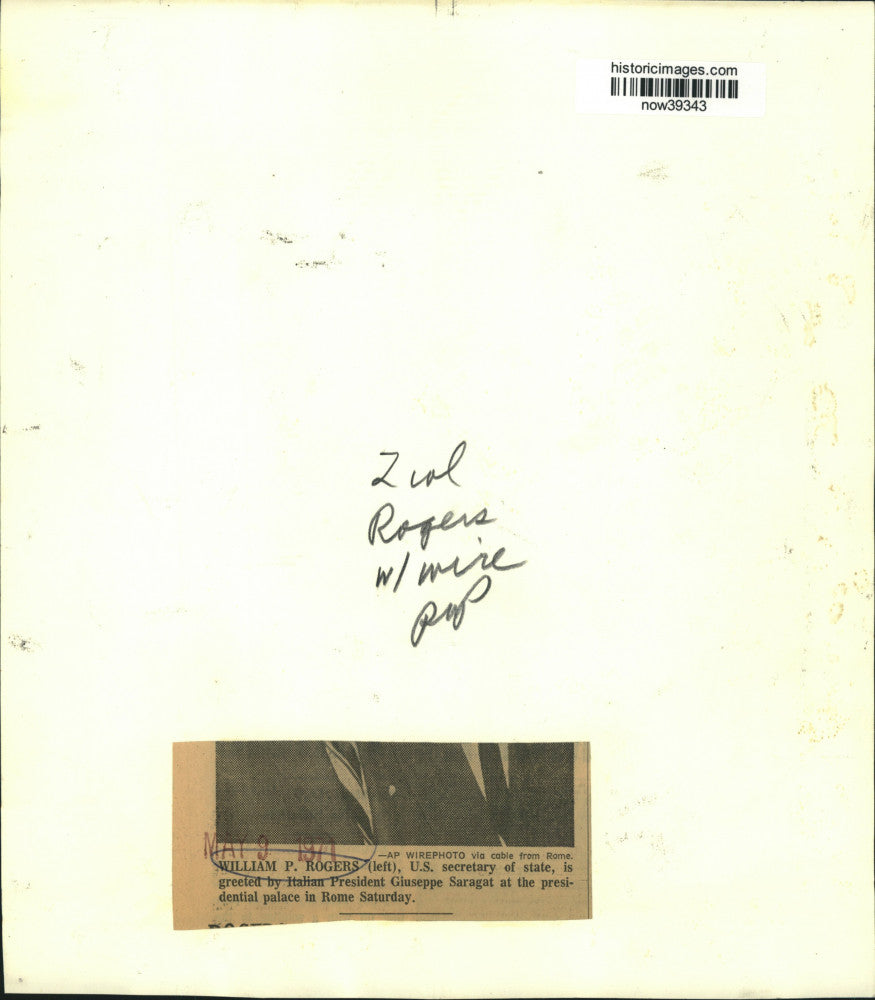 historicimages.com
now39343
2 col
Rogers
w/ wire
MAY 9 1971
—AP WIREPHOTO via cable from Rome.
WILLIAM P. ROGERS (left), U.S. secretary of state, is
greeted by Italian President Giuseppe Saragat at the presi-
dential palace in Rome Saturday.